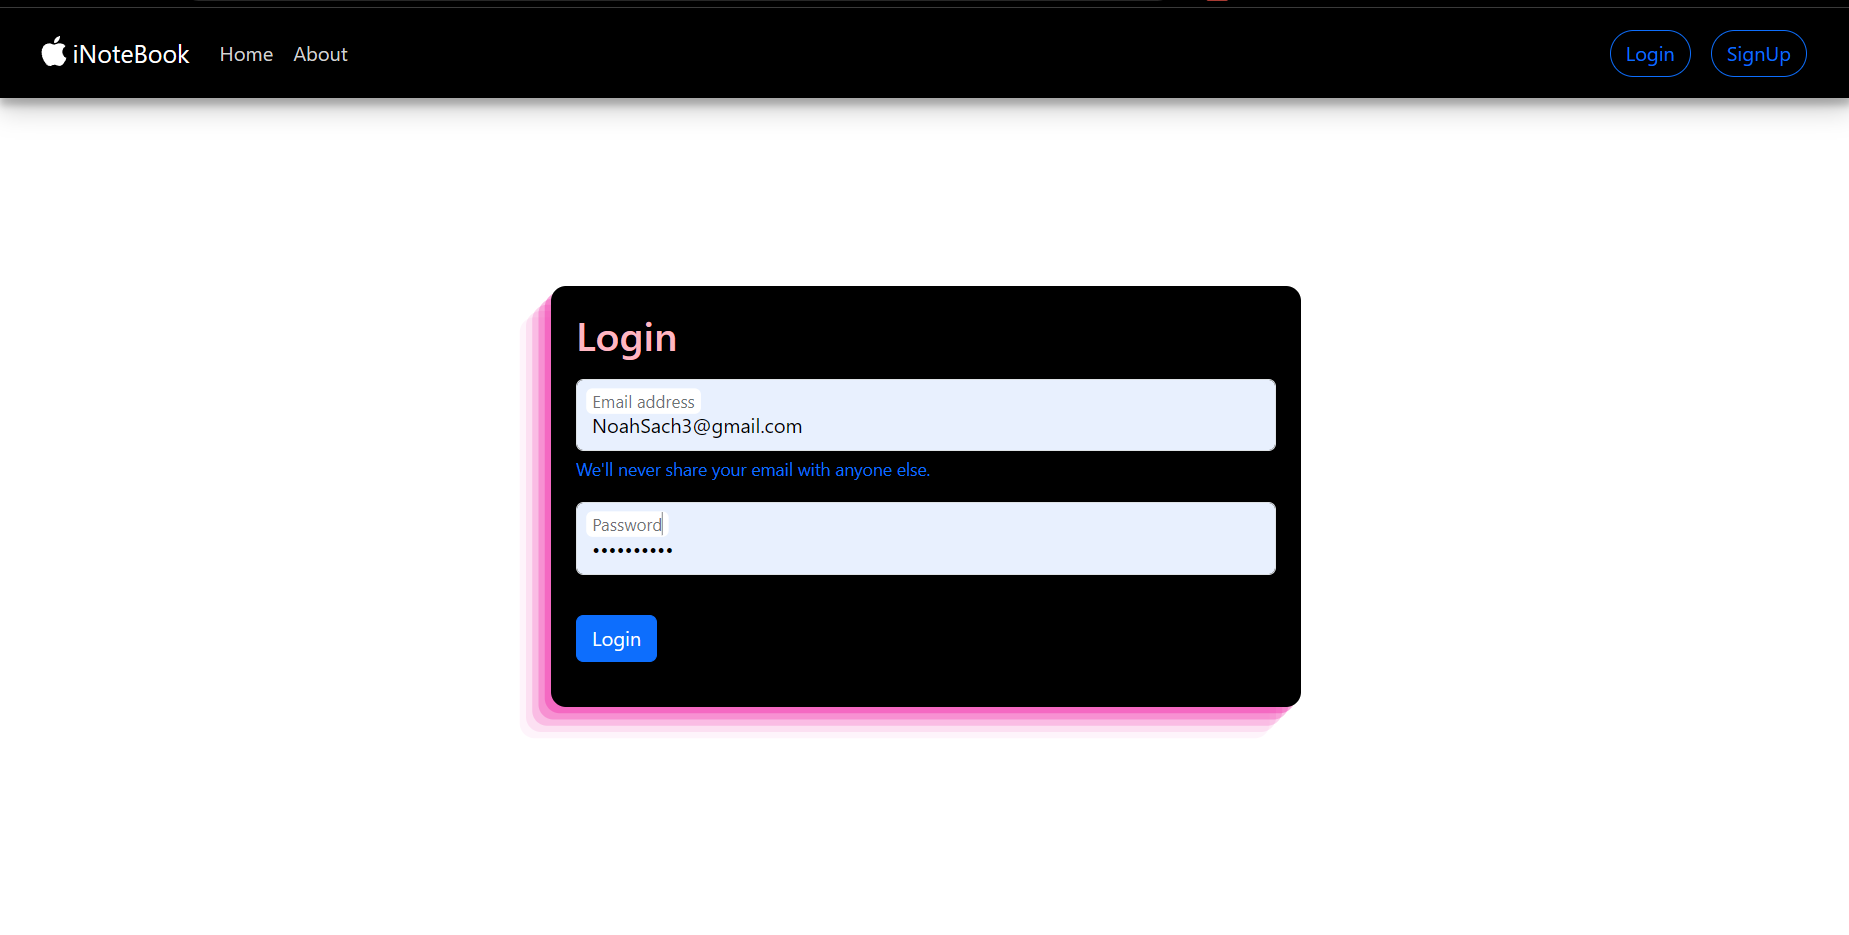 iNoteBook Home About Login SignUp
Login
Email address
NoahSach3@gmail.com
We'll never share your email with anyone else.
Password
••••••••••
Login